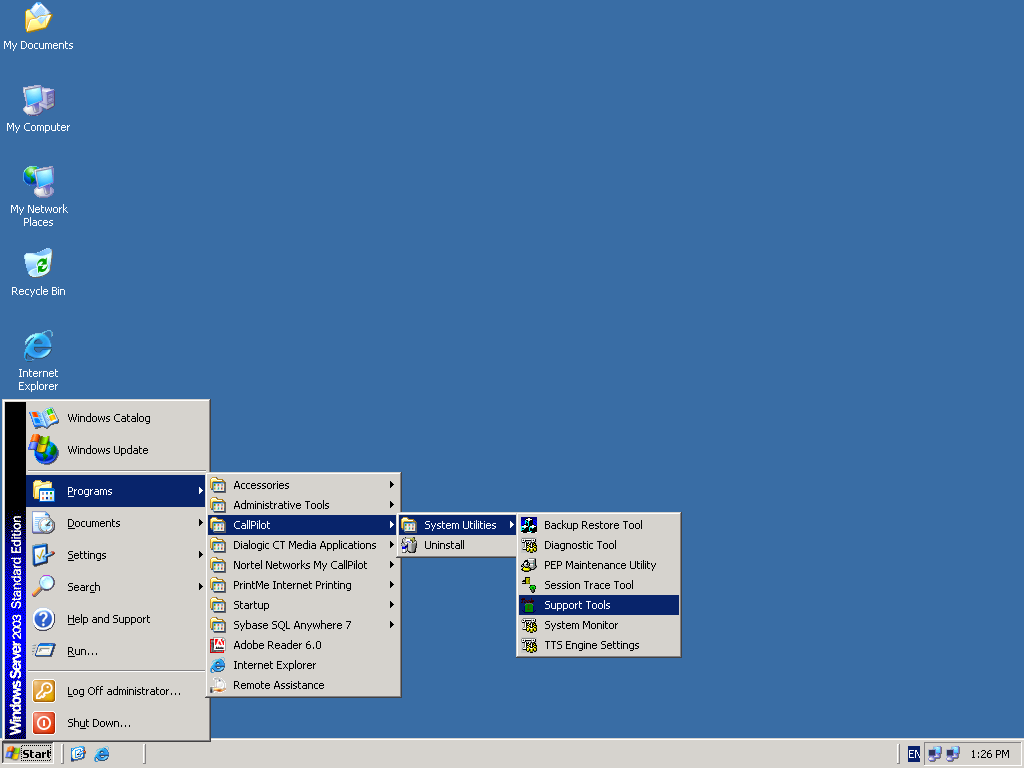 My Documents
My Computer
My Network
Places
Recycle Bin
Internet
Explorer
Windows Server 2003 Standard Edition
Windows Catalog
Windows Update
Programs
Documents
Settings
Search
Help and Support
Run...
Log Off administrator...
Shut Down...
Accessories
Administrative Tools
CallPilot
Dialogic CT Media Applications
Nortel Networks My CallPilot
PrintMe Internet Printing
Startup
Sybase SQL Anywhere 7
Adobe Reader 6.0
Internet Explorer
Remote Assistance
System Utilities
Uninstall
Backup Restore Tool
Diagnostic Tool
PEP Maintenance Utility
Session Trace Tool
Support Tools
System Monitor
TTS Engine Settings
Start
EN
1:26 PM